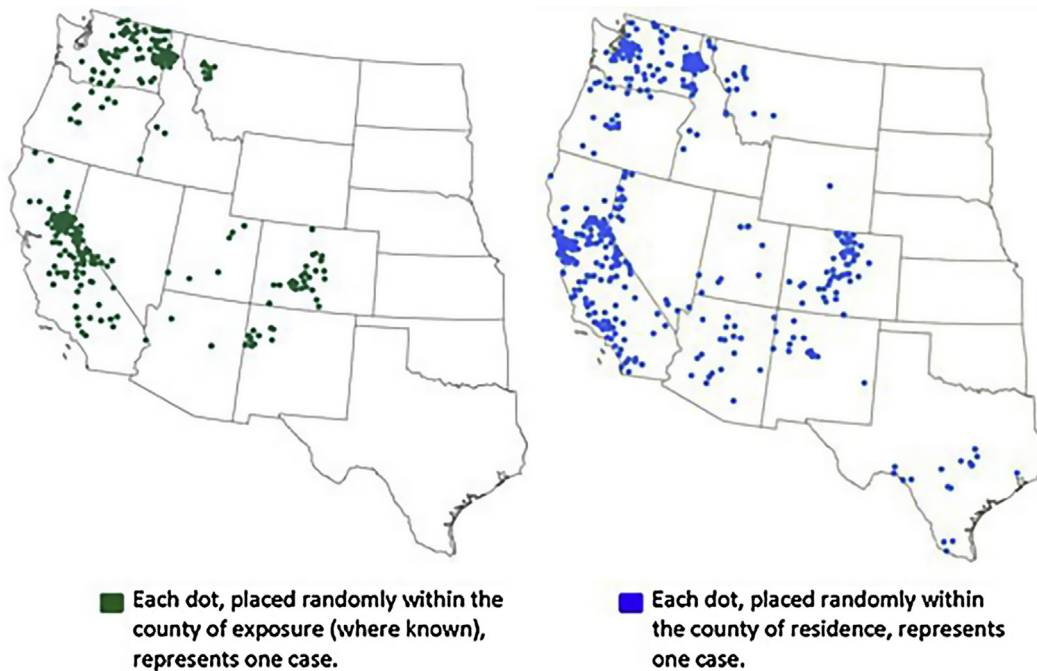 Each dot, placed randomly within the
county of exposure (where known),
represents one case.
Each dot, placed randomly within
the county of residence, represents
one case.